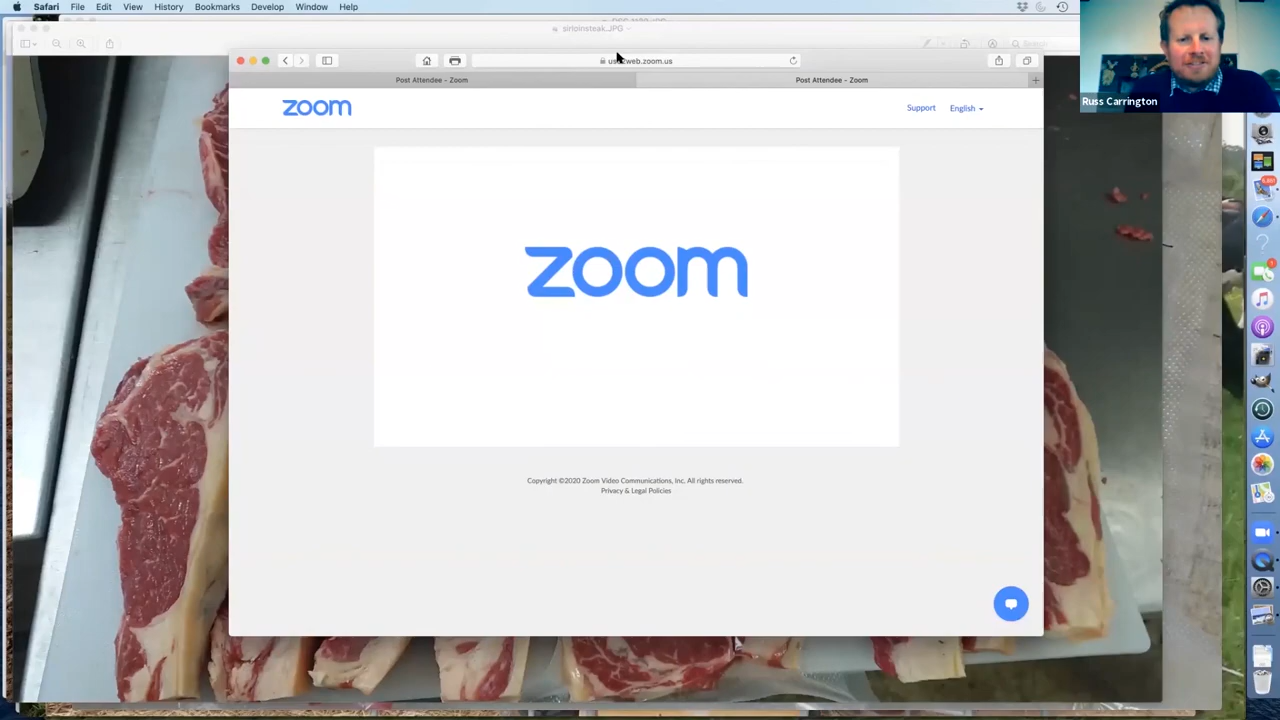 Safari File Edit View History Bookmarks Develop Window Help
sirloinsteak.JPG
Search
web.zoom.us
Post Attendee - Zoom Post Attendee - Zoom
zoom Support English
zoom
Copyright ©2020 Zoom Video Communications, Inc. All rights reserved.
Privacy & Legal Policies
Russ Carrington